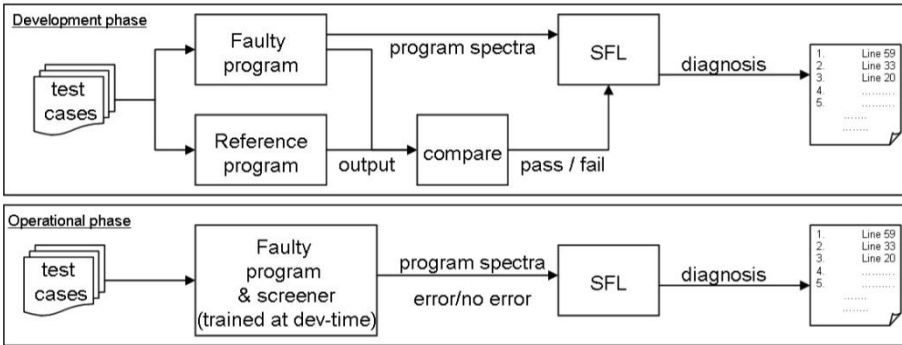 Development phase
test
cases
Faulty
program
Reference
program
program spectra
output
compare
pass / fail
SFL
diagnosis
1. Line 59
2. Line 33
3. Line 20
4. ..........
5. ..........
........
........
Operational phase
test
cases
Faulty
program
& screener
(trained at dev-time)
program spectra
error/no error
SFL
diagnosis
1. Line 59
2. Line 33
3. Line 20
4. ..........
5. ..........
.......
........